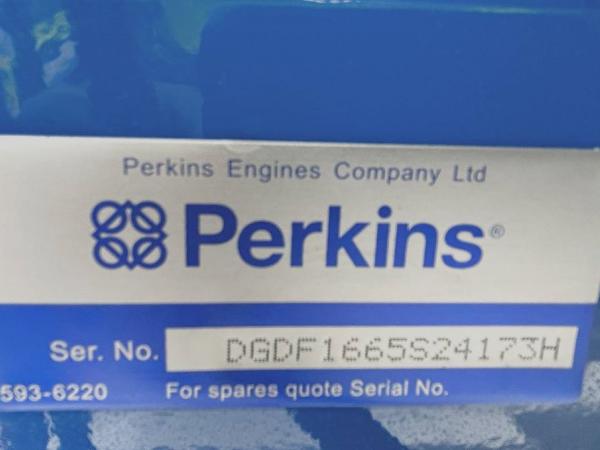 Perkins Engines Company Ltd
Perkins®
Ser. No. DGDF1665S24173H
593-6220 For spares quote Serial No.